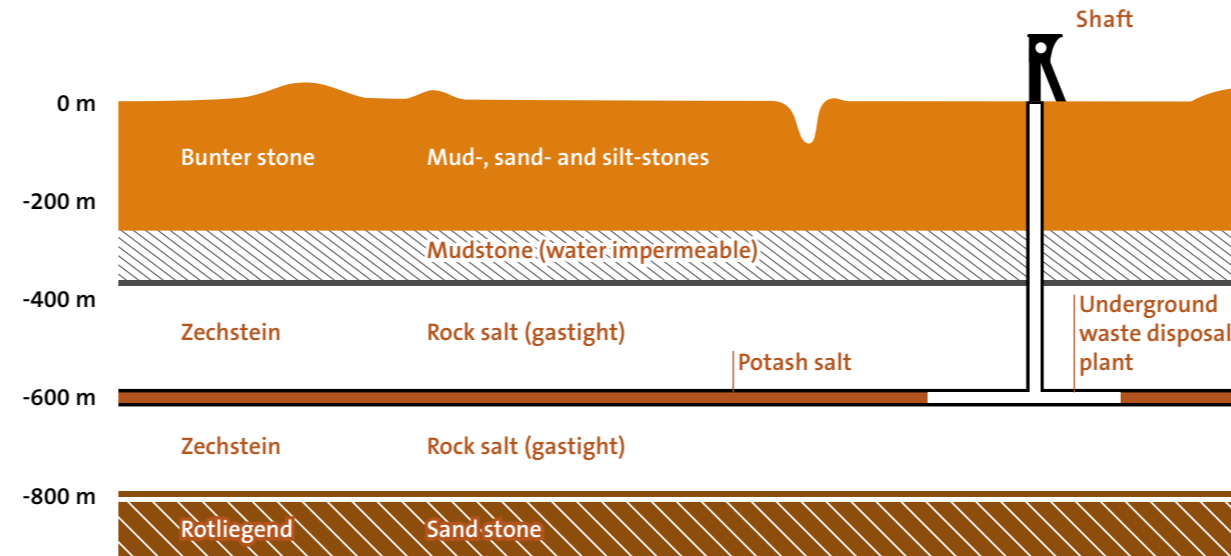 Shaft
0 m
Bunter stone
Mud-, sand- and silt-stones
-200 m
Mudstone (water impermeable)
-400 m
Underground
waste disposal
plant
Zechstein
Rock salt (gastight)
Potash salt
-600 m
Zechstein
Rock salt (gastight)
-800 m
Rotliegend
Sand stone